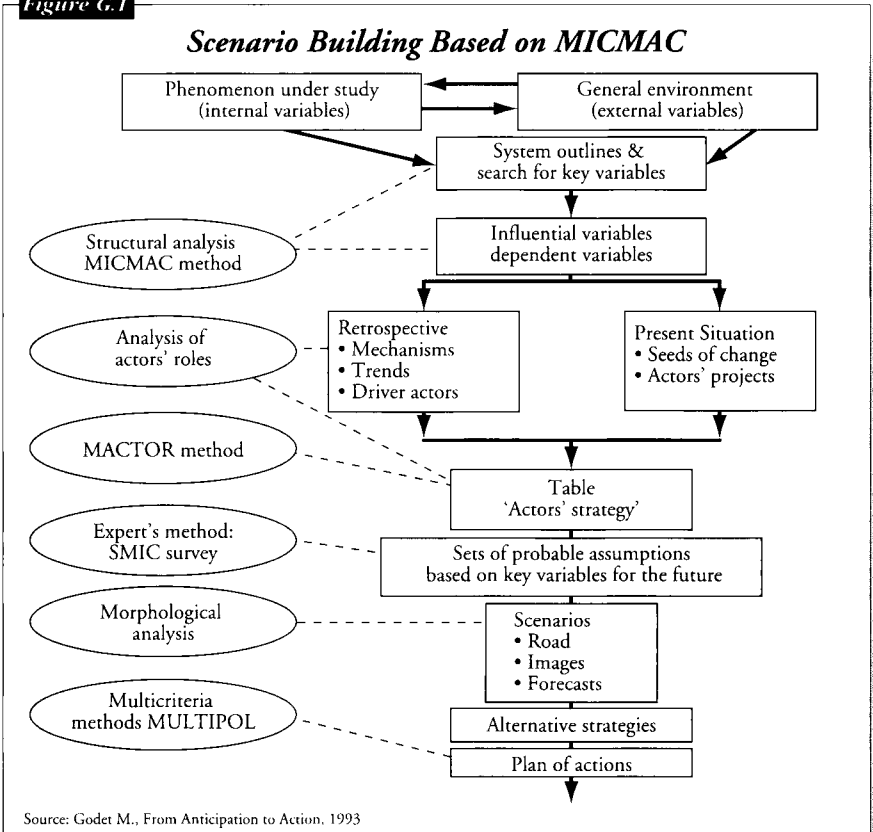 Figure G.1
Scenario Building Based on MICMAC
Phenomenon under study
(internal variables)
General environment
(external variables)
System outlines &
search for key variables
Structural analysis
MICMAC method
Influential variables
dependent variables
Analysis of
actors' roles
Retrospective
• Mechanisms
• Trends
• Driver actors
Present Situation
• Seeds of change
• Actors' projects
MACTOR method
Table
'Actors' strategy'
Expert's method:
SMIC survey
Sets of probable assumptions
based on key variables for the future
Morphological
analysis
Scenarios
• Road
• Images
• Forecasts
Multicriteria
methods MULTIPOL
Alternative strategies
Plan of actions
Source: Godet M., From Anticipation to Action, 1993